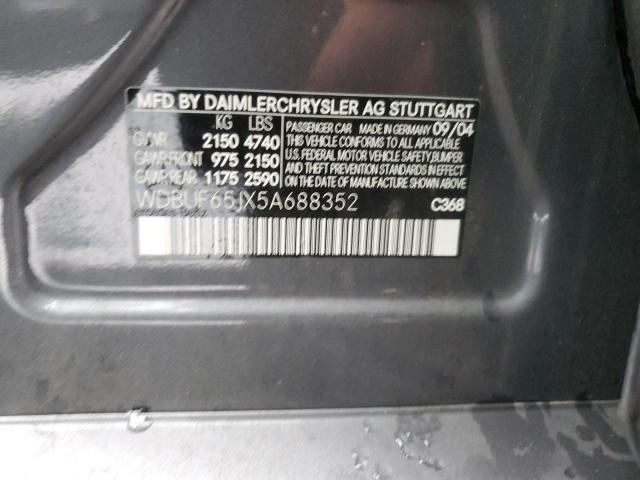 MFD BY DAIMLERCHRYSLER AG STUTTGART
KG LBS
GVWR 2150 4740
GAWR FRONT 975 2150
GAWR REAR 1175 2590
PASSENGER CAR MADE IN GERMANY 09/04
THIS VEHICLE CONFORMS TO ALL APPLICABLE
U.S. FEDERAL MOTOR VEHICLE SAFETY, BUMPER
AND THEFT PREVENTION STANDARDS IN EFFECT
ON THE DATE OF MANUFACTURE SHOWN ABOVE.
WDBUF65JX5A688352
C368